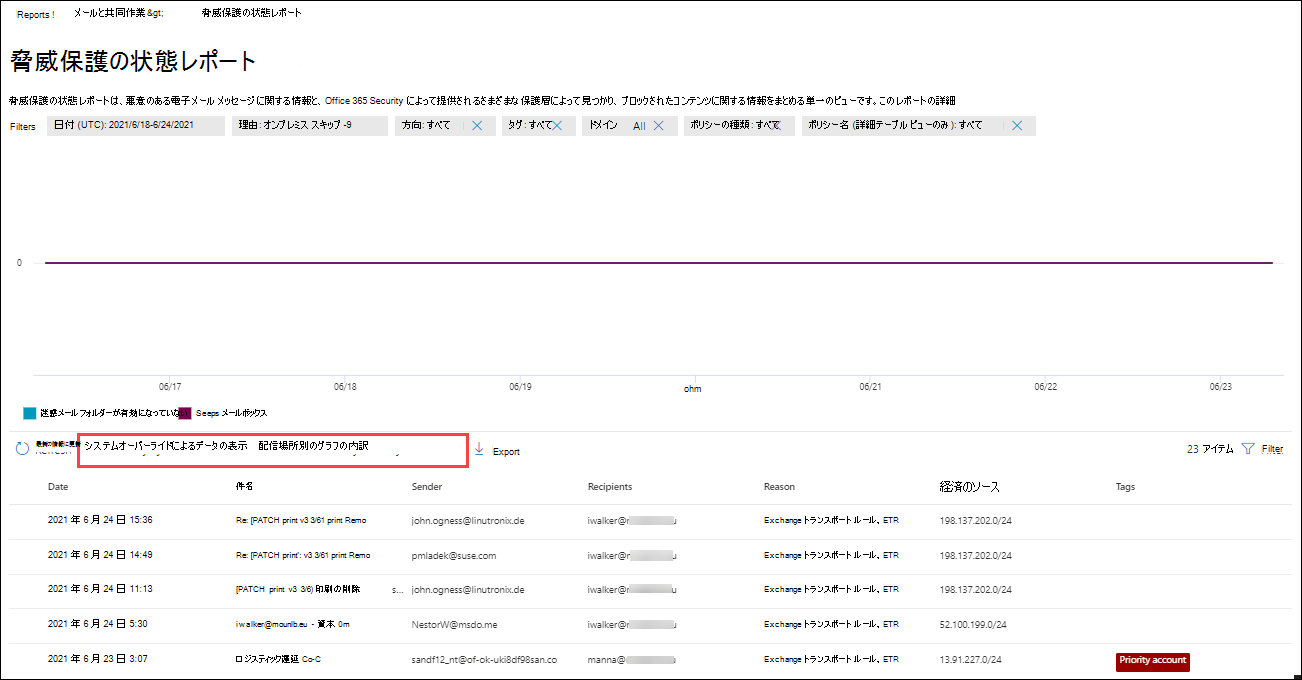 Reports ! メールと共同作業 &gt; 脅威保護の状態レポート
脅威保護の状態レポート
脅威保護の状態レポートは、悪意のある電子メール メッセージに関する情報と、Office 365 Security によって提供されるさまざまな保護層によって見つかり、ブロックされたコンテンツに関する情報をまとめる単一のビューです。このレポートの詳細
Filters 日付 (UTC): 2021/6/18-6/24/2021 理由: オンプレミス スキップ -9 方向: すべて タグ: すべて ドメイン All ポリシーの種類: すべて ポリシー名 (詳細テーブル ビューのみ): すべて
0
06/17 06/18 06/19 ohm 06/21 06/22 06/23
迷惑メール フォルダーが有効になっていない Seeps メールボックス
最新の情報に更新 システムオーバーライドによるデータの表示 配信場所別のグラフの内訳 Export 23 アイテム Filter
Date 件名 Sender Recipients Reason 経済のソース Tags
2021 年 6 月 24 日 15:36 Re: [PATCH print v3 3/61 print Remo john.ogness@linutronix.de iwalker@ Exchange トランスポート ルール、ETR 198.137.202.0/24
2021 年 6 月 24 日 14:49 Re: [PATCH print': v3 3/61 print Remo pmladek@suse.com iwalker@ Exchange トランスポート ルール、ETR 198.137.202.0/24
2021 年 6 月 24 日 11:13 [PATCH print v3 3/6) 印刷の削除 s... john.ogness@linutronix.de iwalker@ Exchange トランスポート ルール、ETR 198.137.202.0/24
2021 年 6 月 24 日 5:30 iwalker@mounlb.eu - 資本 0m NestorW@msdo.me iwalker@ Exchange トランスポート ルール、ETR 52.100.199.0/24
2021 年 6 月 23 日 3:07 ロジスティック遅延 Co-C sandf12_nt@of-ok-uki8df98san.co manna@ Exchange トランスポート ルール、ETR 13.91.227.0/24 Priority account